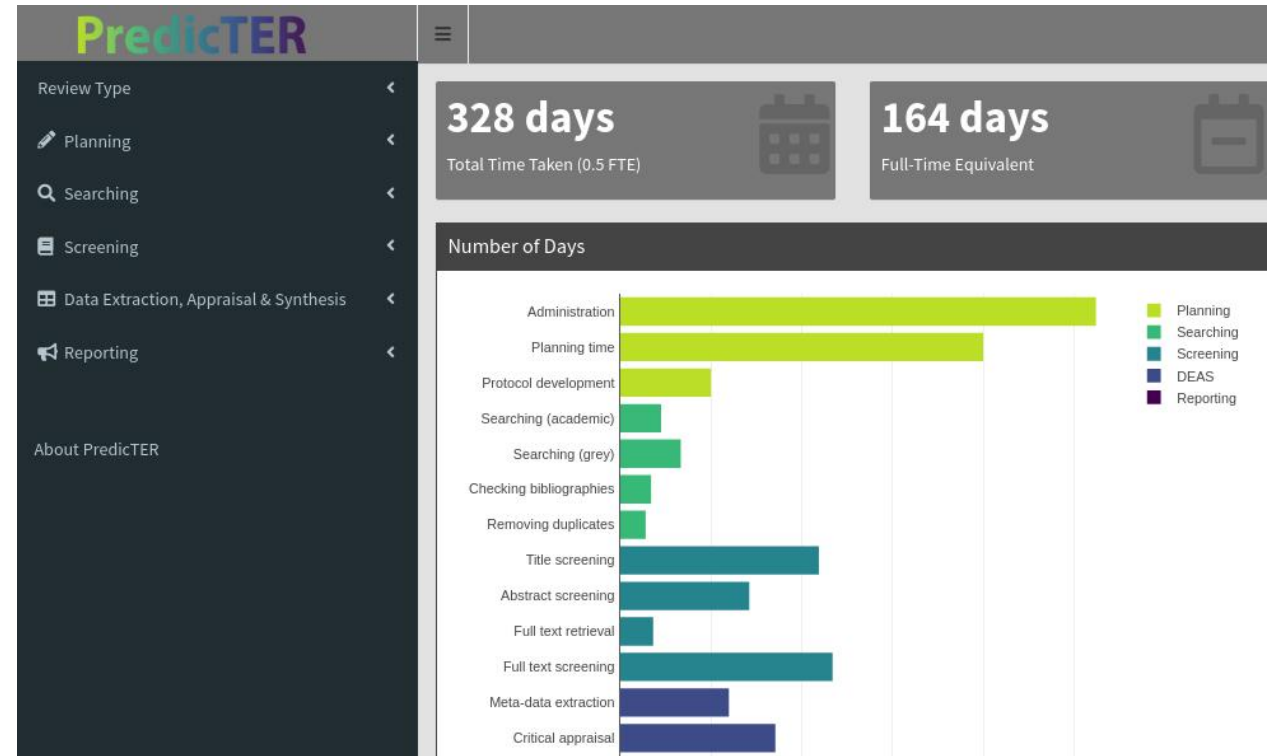 PredicTER
Review Type
Planning
Searching
Screening
Data Extraction, Appraisal & Synthesis
Reporting
About PredicTER
328 days
Total Time Taken (0.5 FTE)
164 days
Full-Time Equivalent
Number of Days
Administration
Planning time
Protocol development
Searching (academic)
Searching (grey)
Checking bibliographies
Removing duplicates
Title screening
Abstract screening
Full text retrieval
Full text screening
Meta-data extraction
Critical appraisal
Planning
Searching
Screening
DEAS
Reporting